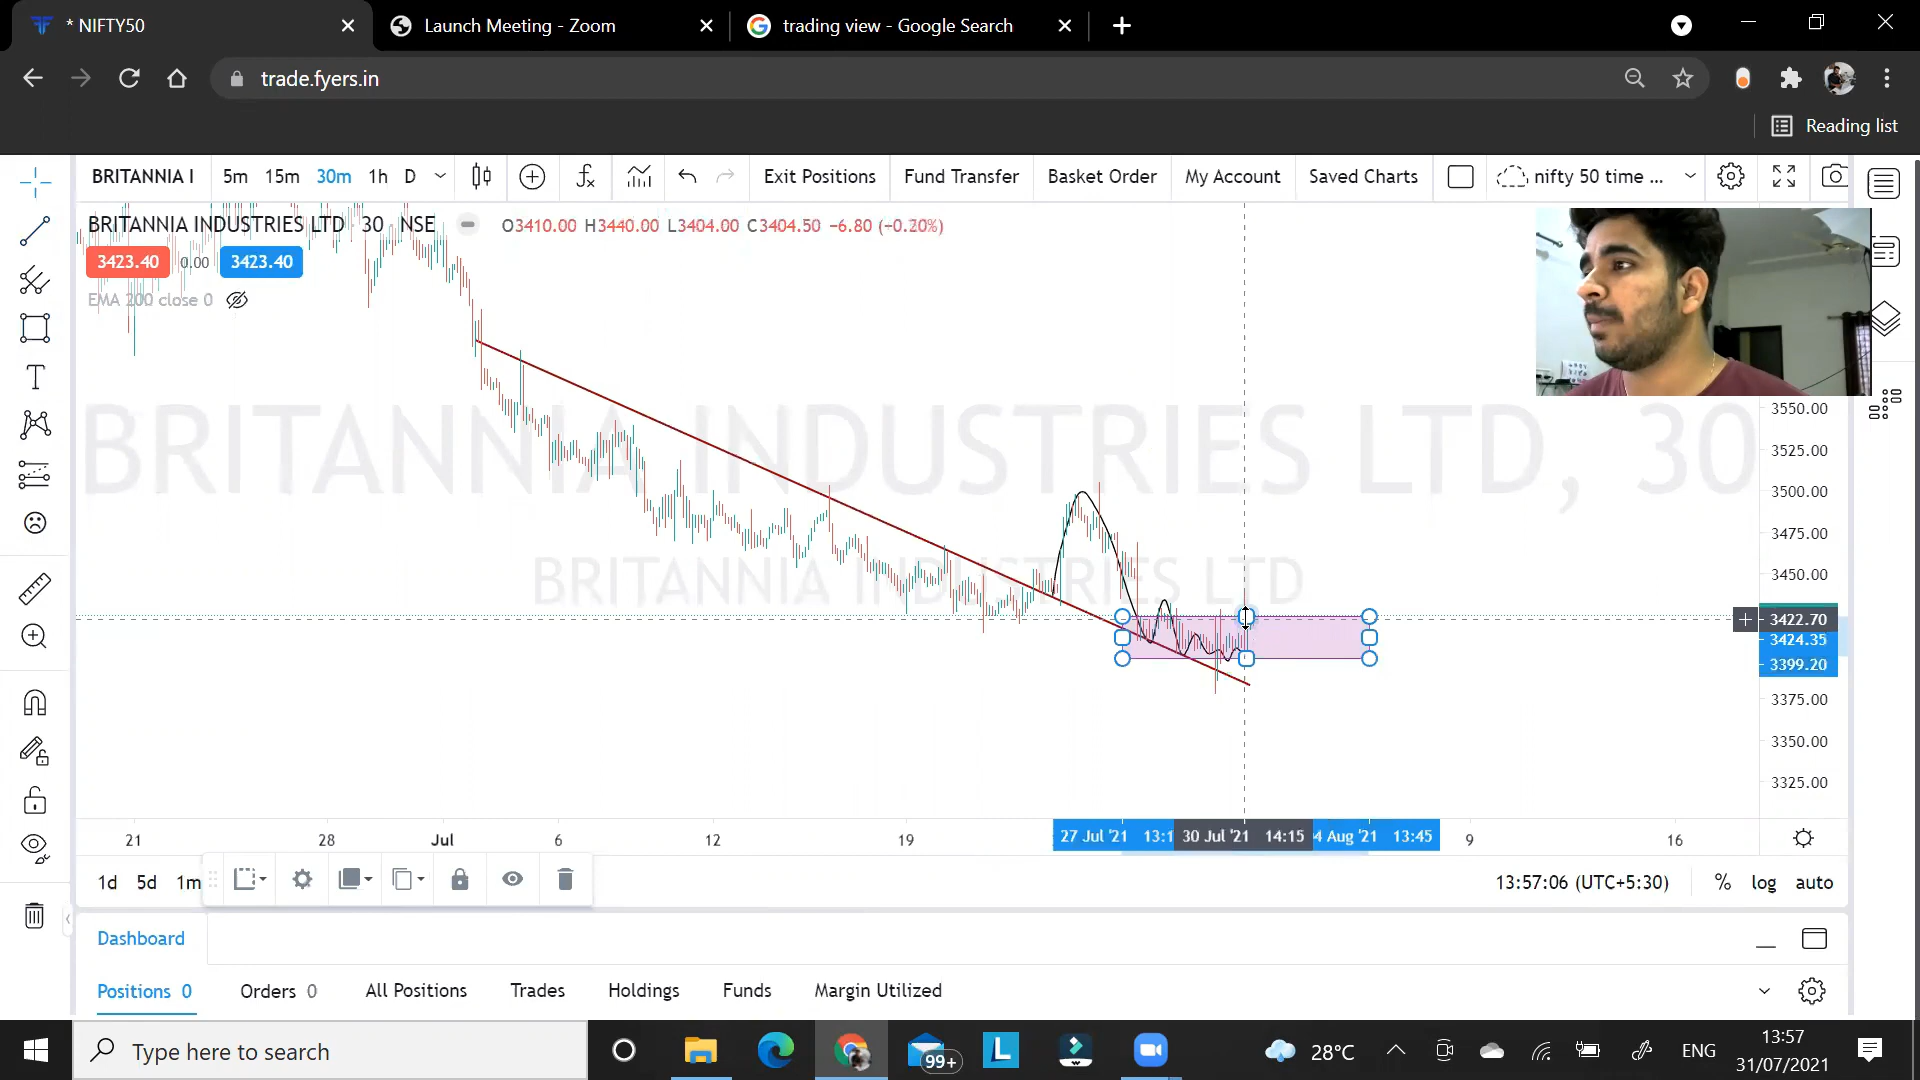 * NIFTY50
Launch Meeting - Zoom
trading view - Google Search
trade.fyers.in
Reading list
BRITANNIA I
5m 15m 30m 1h D
Exit Positions
Fund Transfer
Basket Order
My Account
Saved Charts
nifty 50 time ...
BRITANNIA INDUSTRIES LTD · 30 · NSE
O3410.00 H3440.00 L3404.00 C3404.50 −6.80 (−0.20%)
3423.40 0.00 3423.40
EMA 200 close 0
BRITANNIA INDUSTRIES LTD, 30
BRITANNIA INDUSTRIES LTD
3550.00
3525.00
3500.00
3475.00
3450.00
3422.70
3424.35
3399.20
3375.00
3350.00
3325.00
21 28 Jul 6 12 19 27 Jul '21 13:1 30 Jul '21 14:15 4 Aug '21 13:45 9 16
1d 5d 1m
13:57:06 (UTC+5:30)
% log auto
Dashboard
Positions 0
Orders 0
All Positions
Trades
Holdings
Funds
Margin Utilized
Type here to search
99+
L
28°C
ENG
13:57
31/07/2021